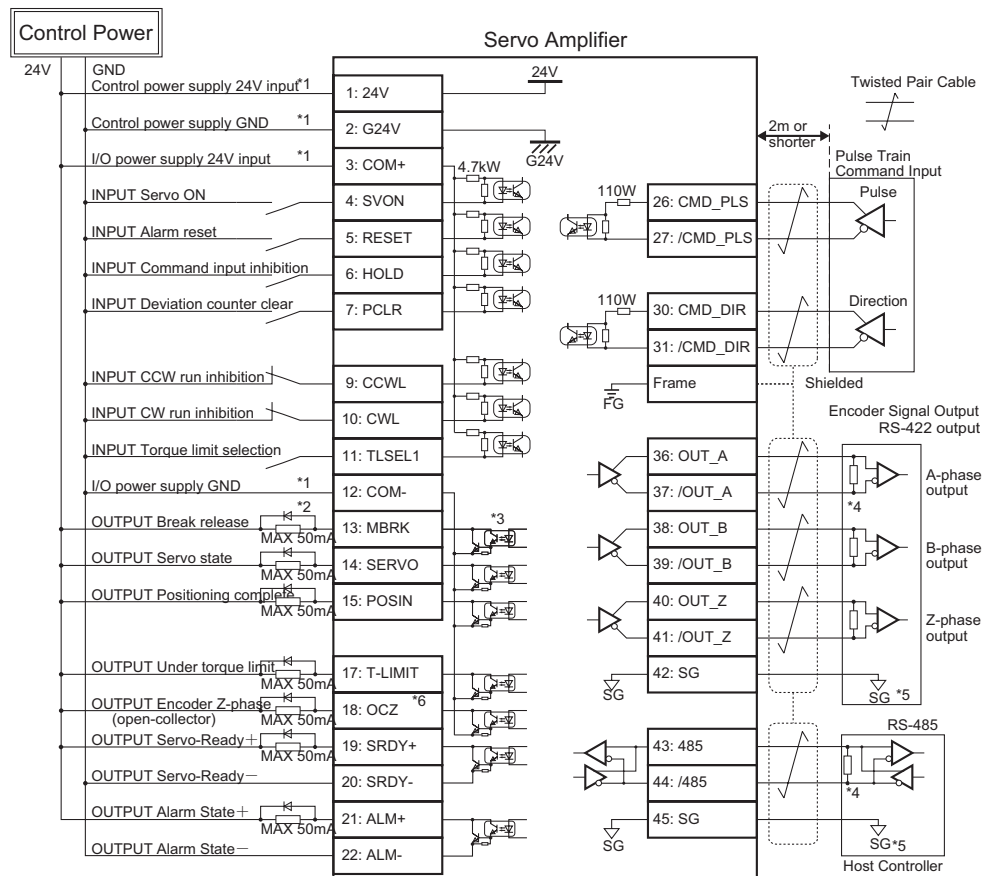 Control Power
Servo Amplifier
24V
GND
Control power supply 24V input*1
1: 24V
24V
Control power supply GND *1
2: G24V
G24V
I/O power supply 24V input *1
3: COM+
4.7kW
INPUT Servo ON
4: SVON
INPUT Alarm reset
5: RESET
INPUT Command input inhibition
6: HOLD
INPUT Deviation counter clear
7: PCLR
INPUT CCW run inhibition
9: CCWL
INPUT CW run inhibition
10: CWL
INPUT Torque limit selection
11: TLSEL1
I/O power supply GND *1
12: COM-
OUTPUT Break release
*2
MAX 50mA
13: MBRK
*3
OUTPUT Servo state
MAX 50mA
14: SERVO
OUTPUT Positioning complete
MAX 50mA
15: POSIN
OUTPUT Under torque limit
MAX 50mA
17: T-LIMIT
OUTPUT Encoder Z-phase
(open-collector)
MAX 50mA
18: OCZ
*6
OUTPUT Servo-Ready+
MAX 50mA
19: SRDY+
OUTPUT Servo-Ready−
20: SRDY-
OUTPUT Alarm State+
MAX 50mA
21: ALM+
OUTPUT Alarm State−
22: ALM-
Twisted Pair Cable
2m or
shorter
Pulse Train
Command Input
110W
26: CMD_PLS
Pulse
27: /CMD_PLS
110W
30: CMD_DIR
Direction
31: /CMD_DIR
FG
Frame
Shielded
Encoder Signal Output
RS-422 output
36: OUT_A
37: /OUT_A
*4
A-phase
output
38: OUT_B
39: /OUT_B
B-phase
output
40: OUT_Z
41: /OUT_Z
Z-phase
output
SG
42: SG
SG *5
RS-485
43: 485
44: /485
*4
SG
45: SG
SG*5
Host Controller